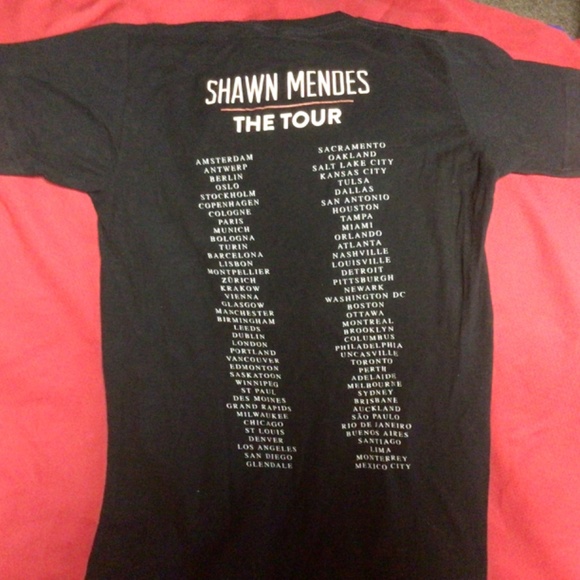 SHAWN MENDES
THE TOUR
AMSTERDAM
ANTWERP
BERLIN
OSLO
STOCKHOLM
COPENHAGEN
COLOGNE
PARIS
MUNICH
BOLOGNA
TURIN
BARCELONA
LISBON
MONTPELLIER
ZÜRICH
KRAKOW
VIENNA
GLASGOW
MANCHESTER
BIRMINGHAM
LEEDS
DUBLIN
LONDON
PORTLAND
VANCOUVER
EDMONTON
SASKATOON
WINNIPEG
ST PAUL
DES MOINES
GRAND RAPIDS
MILWAUKEE
CHICAGO
ST LOUIS
DENVER
LOS ANGELES
SAN DIEGO
GLENDALE
SACRAMENTO
OAKLAND
SALT LAKE CITY
KANSAS CITY
TULSA
DALLAS
SAN ANTONIO
HOUSTON
TAMPA
MIAMI
ORLANDO
ATLANTA
NASHVILLE
LOUISVILLE
DETROIT
PITTSBURGH
NEWARK
WASHINGTON DC
BOSTON
OTTAWA
MONTREAL
BROOKLYN
COLUMBUS
PHILADELPHIA
UNCASVILLE
TORONTO
PERTH
ADELAIDE
MELBOURNE
SYDNEY
BRISBANE
AUCKLAND
SÃO PAULO
RIO DE JANEIRO
BUENOS AIRES
SANTIAGO
LIMA
MONTERREY
MEXICO CITY